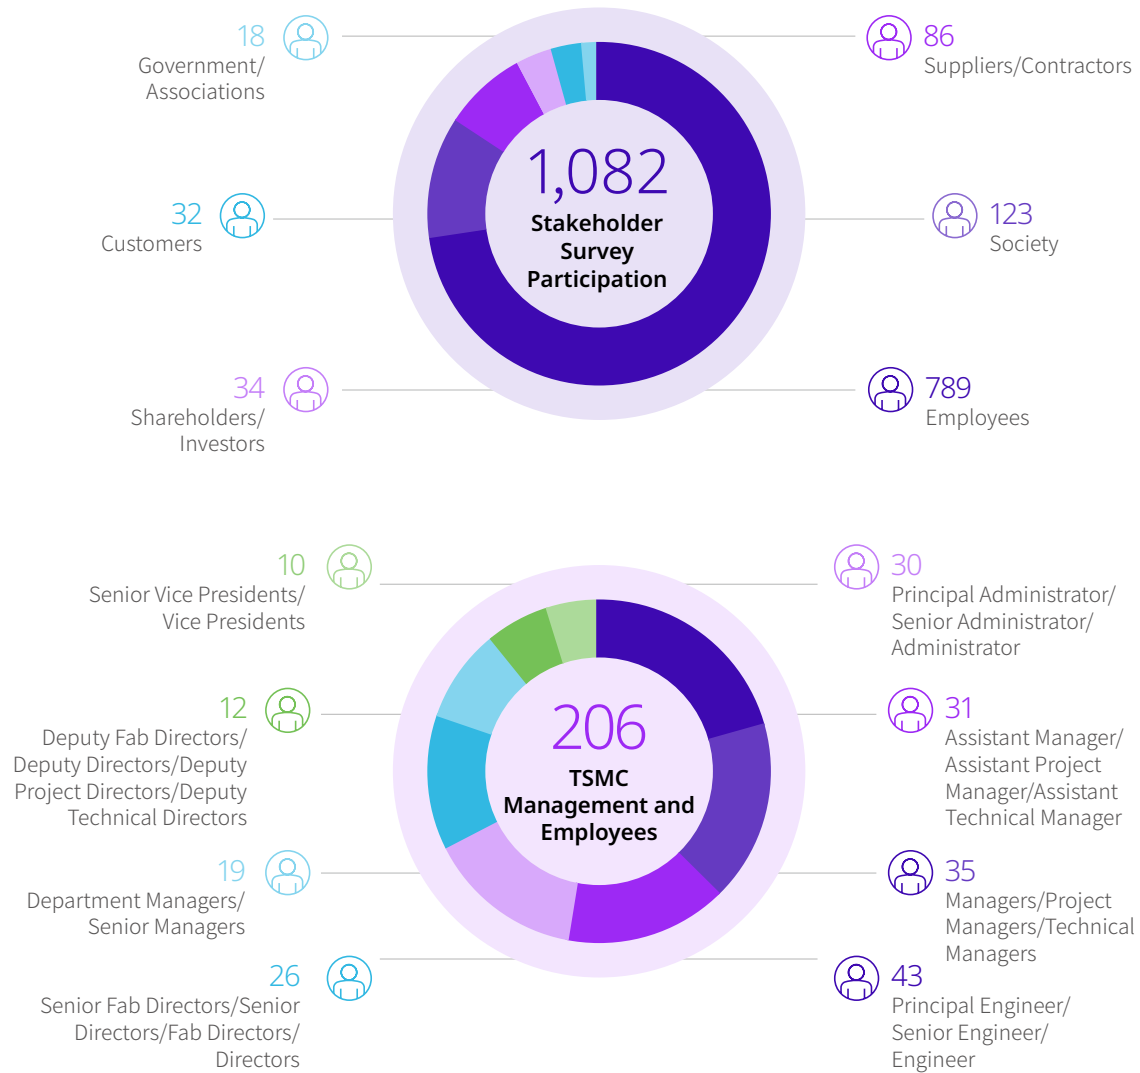 18
Government/
Associations
86
Suppliers/Contractors
1,082
Stakeholder
Survey
Participation
32
Customers
123
Society
34
Shareholders/
Investors
789
Employees
10
Senior Vice Presidents/
Vice Presidents
30
Principal Administrator/
Senior Administrator/
Administrator
12
Deputy Fab Directors/
Deputy Directors/Deputy
Project Directors/Deputy
Technical Directors
206
TSMC
Management and
Employees
31
Assistant Manager/
Assistant Project
Manager/Assistant
Technical Manager
19
Department Managers/
Senior Managers
35
Managers/Project
Managers/Technical
Managers
26
Senior Fab Directors/Senior
Directors/Fab Directors/
Directors
43
Principal Engineer/
Senior Engineer/
Engineer